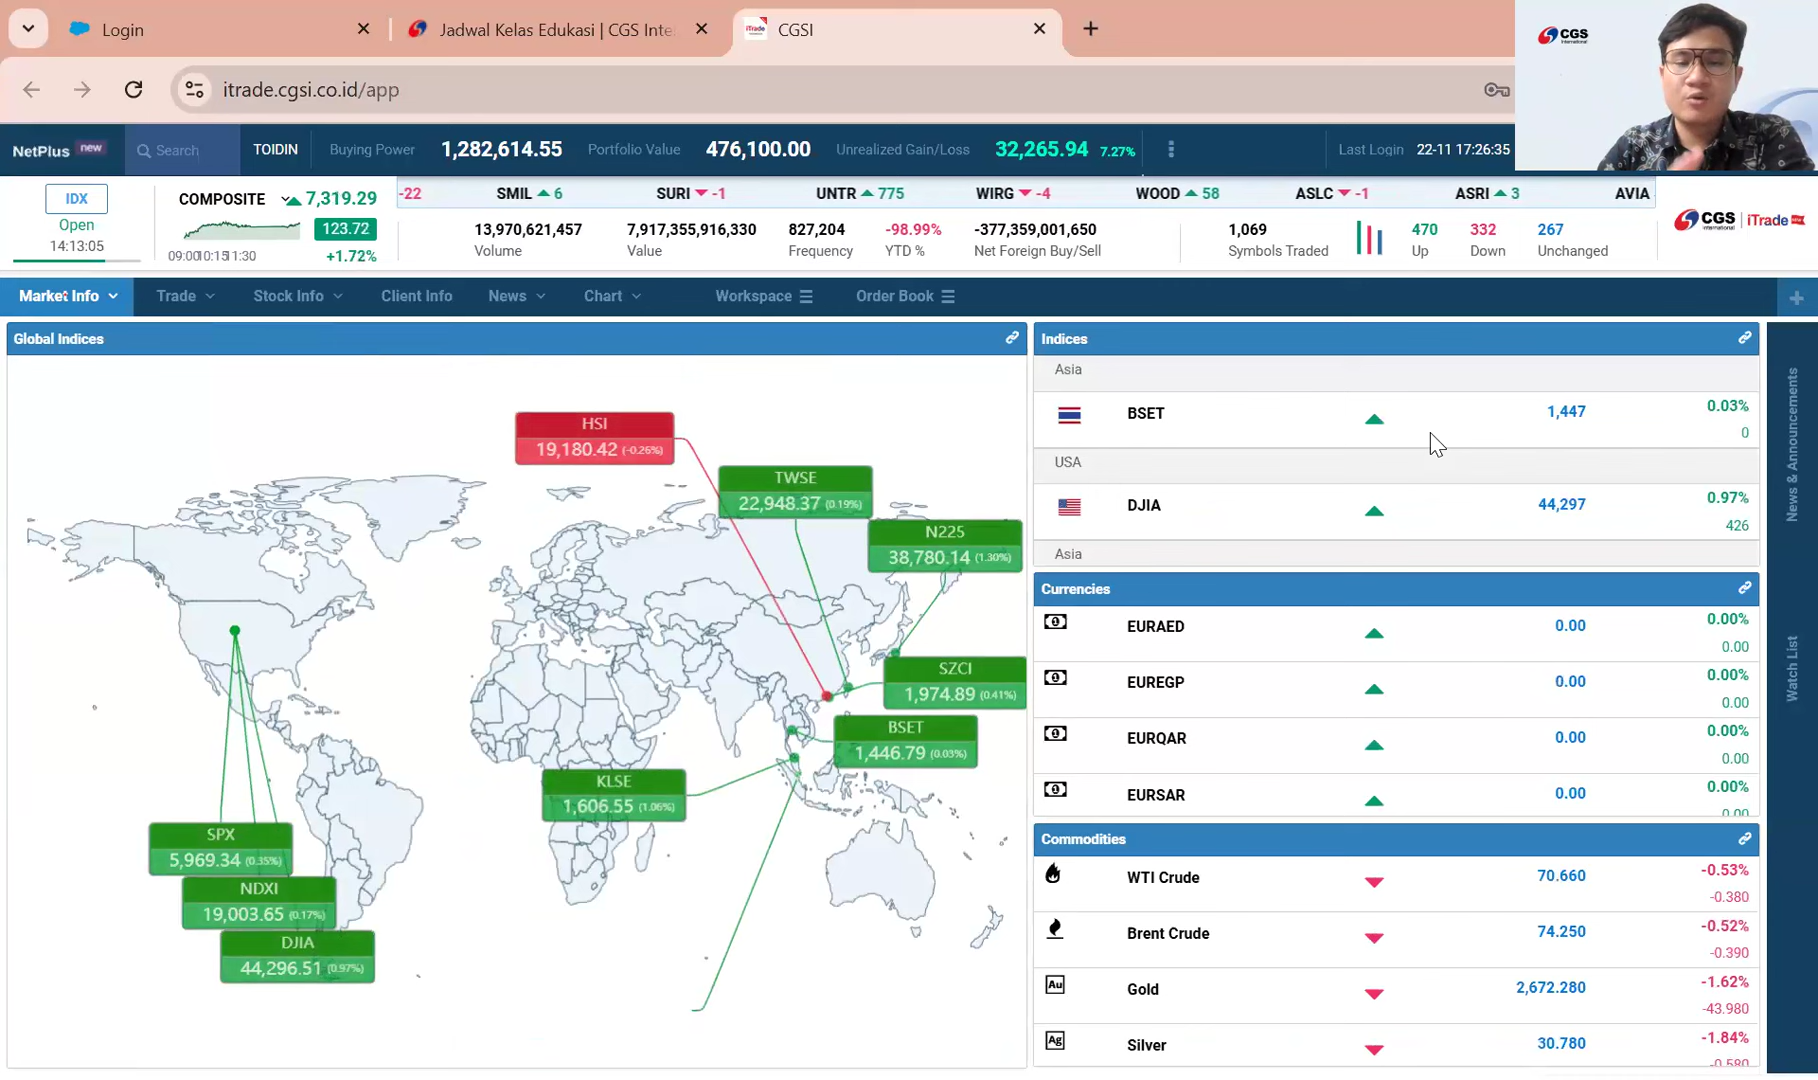 Login
Jadwal Kelas Edukasi | CGS Inte
CGSI
CGS
International
itrade.cgsi.co.id/app
NetPlus new
Search
TOIDIN
Buying Power 1,282,614.55
Portfolio Value 476,100.00
Unrealized Gain/Loss 32,265.94 7.27%
Last Login 22-11 17:26:35
IDX
Open
14:13:05
COMPOSITE 7,319.29
123.72
09:00 10:15 11:30 +1.72%
-22 SMIL 6 SURI -1 UNTR 775 WIRG -4 WOOD 58 ASLC -1 ASRI 3 AVIA
13,970,621,457 7,917,355,916,330 827,204 -98.99% -377,359,001,650 1,069 470 332 267
Volume Value Frequency YTD % Net Foreign Buy/Sell Symbols Traded Up Down Unchanged
CGS iTrade
International
Market Info Trade Stock Info Client Info News Chart Workspace Order Book
Global Indices
HSI
19,180.42 (-0.26%)
TWSE
22,948.37 (0.19%)
N225
38,780.14 (1.30%)
SZCI
1,974.89 (0.41%)
BSET
1,446.79 (0.03%)
KLSE
1,606.55 (1.06%)
SPX
5,969.34 (0.35%)
NDXI
19,003.65 (0.17%)
DJIA
44,296.51 (0.97%)
Indices
Asia
BSET 1,447 0.03%
0
USA
DJIA 44,297 0.97%
426
Asia
Currencies
EURAED 0.00 0.00%
0.00
EUREGP 0.00 0.00%
0.00
EURQAR 0.00 0.00%
0.00
EURSAR 0.00 0.00%
0.00
Commodities
WTI Crude 70.660 -0.53%
-0.380
Brent Crude 74.250 -0.52%
-0.390
Au Gold 2,672.280 -1.62%
-43.980
Ag Silver 30.780 -1.84%
-0.580
News & Announcements
Watch List